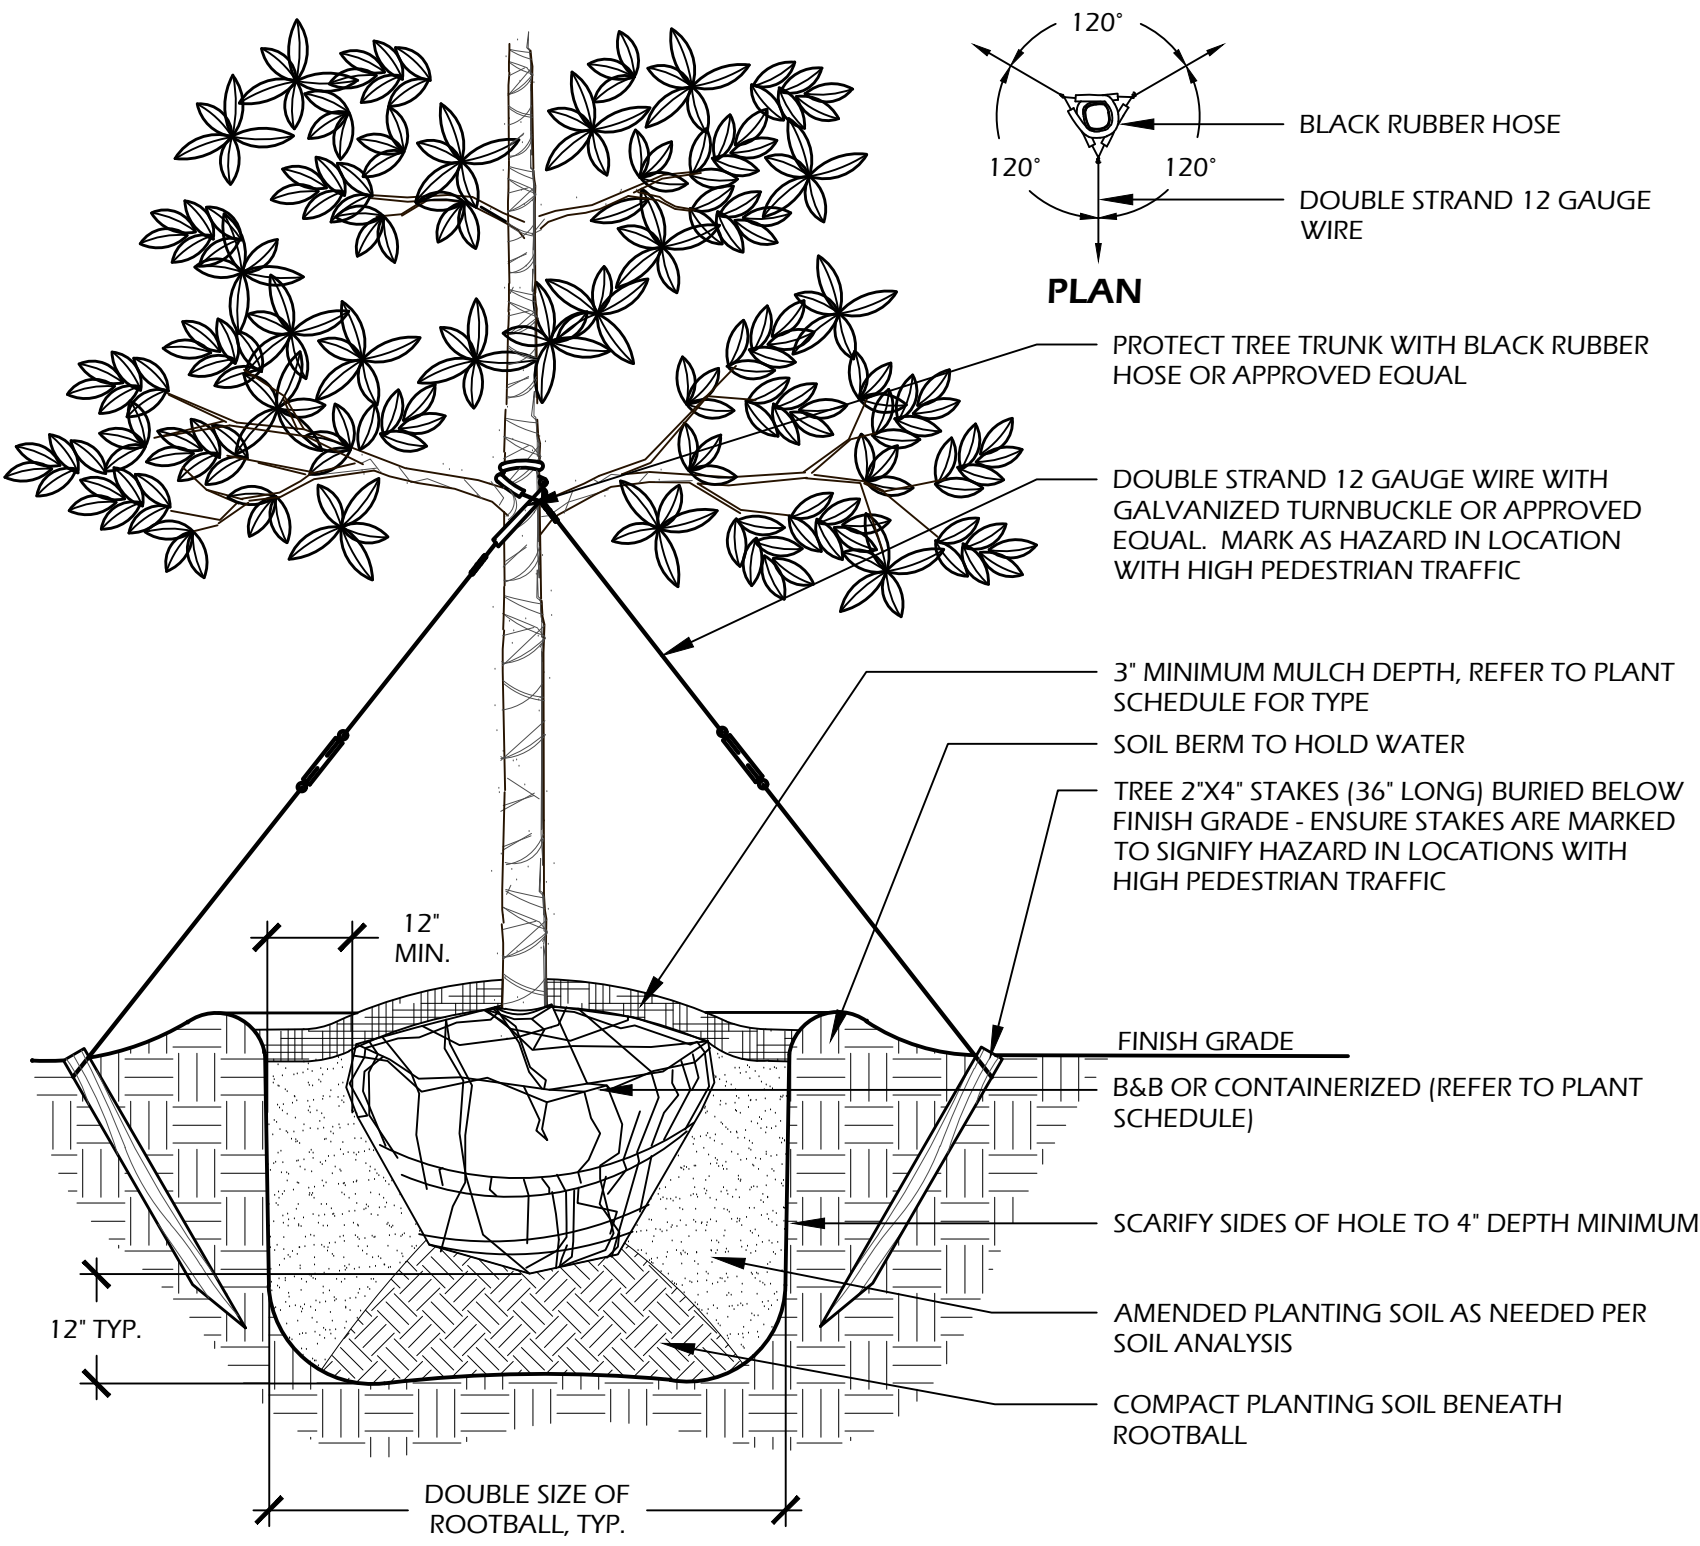 120°
120°
120°
BLACK RUBBER HOSE
DOUBLE STRAND 12 GAUGE
WIRE
PLAN
PROTECT TREE TRUNK WITH BLACK RUBBER
HOSE OR APPROVED EQUAL
DOUBLE STRAND 12 GAUGE WIRE WITH
GALVANIZED TURNBUCKLE OR APPROVED
EQUAL. MARK AS HAZARD IN LOCATION
WITH HIGH PEDESTRIAN TRAFFIC
3" MINIMUM MULCH DEPTH, REFER TO PLANT
SCHEDULE FOR TYPE
SOIL BERM TO HOLD WATER
TREE 2"X4" STAKES (36" LONG) BURIED BELOW
FINISH GRADE - ENSURE STAKES ARE MARKED
TO SIGNIFY HAZARD IN LOCATIONS WITH
HIGH PEDESTRIAN TRAFFIC
12"
MIN.
FINISH GRADE
B&B OR CONTAINERIZED (REFER TO PLANT
SCHEDULE)
SCARIFY SIDES OF HOLE TO 4" DEPTH MINIMUM
AMENDED PLANTING SOIL AS NEEDED PER
SOIL ANALYSIS
12" TYP.
COMPACT PLANTING SOIL BENEATH
ROOTBALL
DOUBLE SIZE OF
ROOTBALL, TYP.